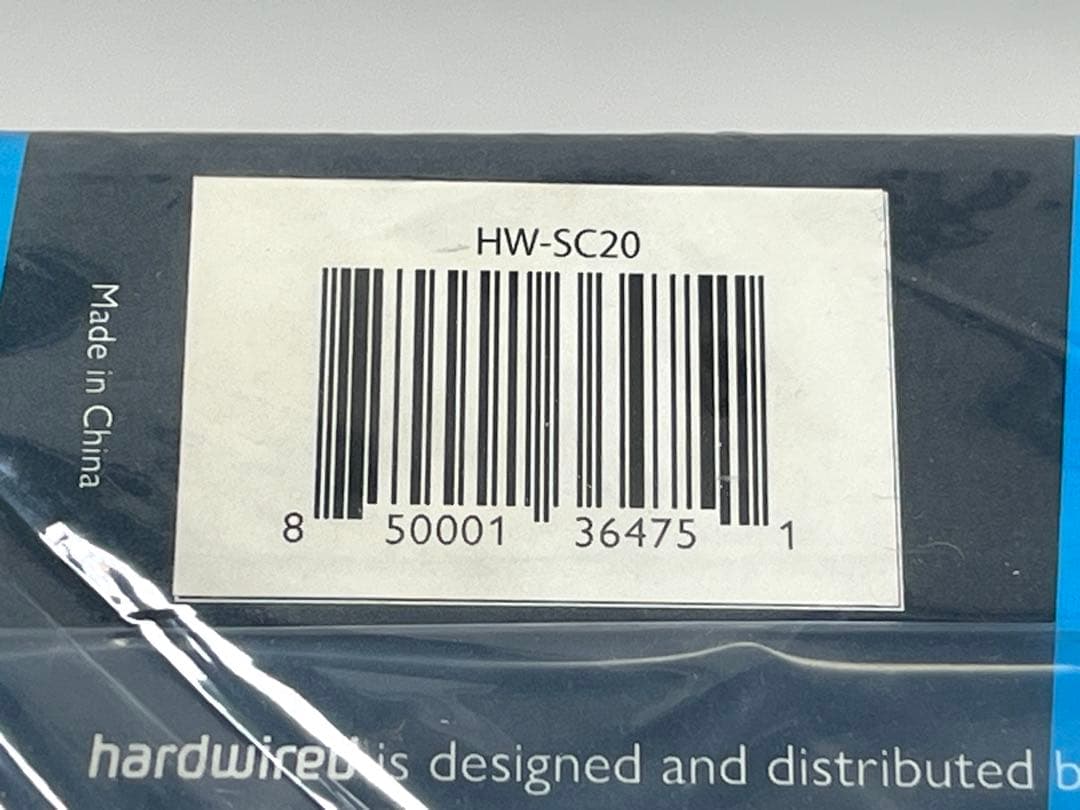 HW-SC20
8 50001 36475 1
Made in China
hardwired is designed and distributed b